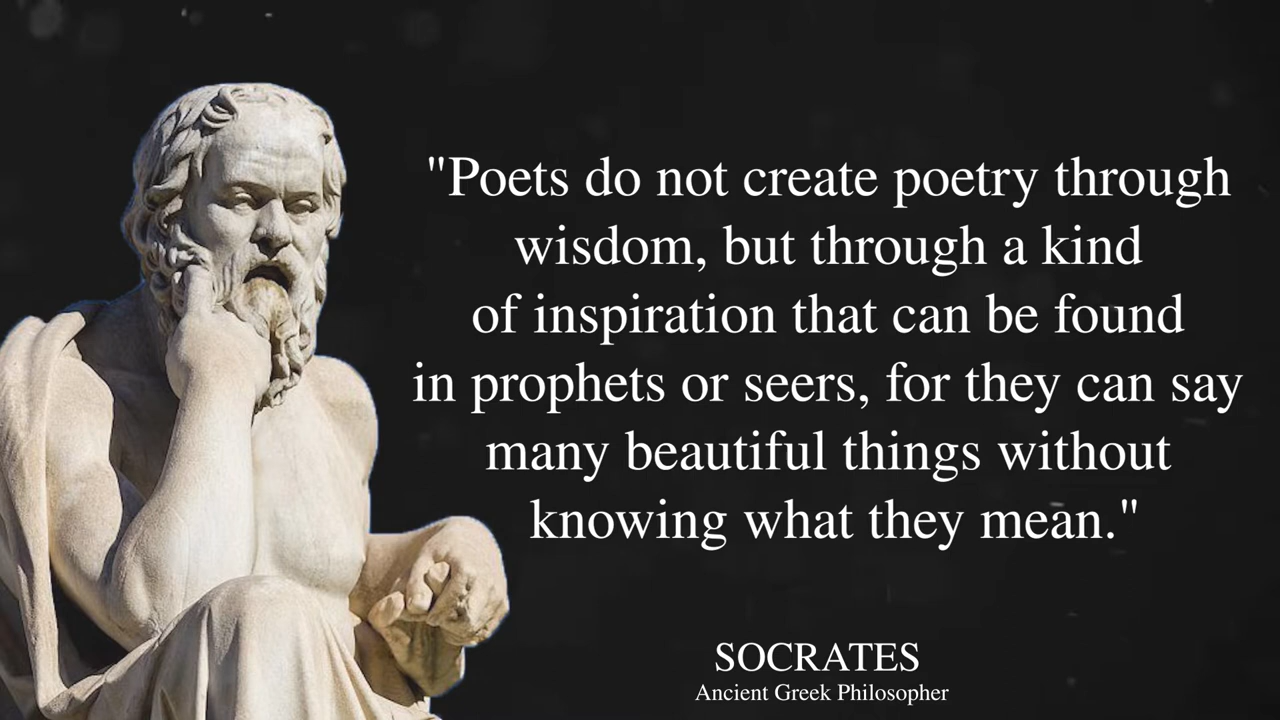 "Poets do not create poetry through
wisdom, but through a kind
of inspiration that can be found
in prophets or seers, for they can say
many beautiful things without
knowing what they mean."
SOCRATES
Ancient Greek Philosopher